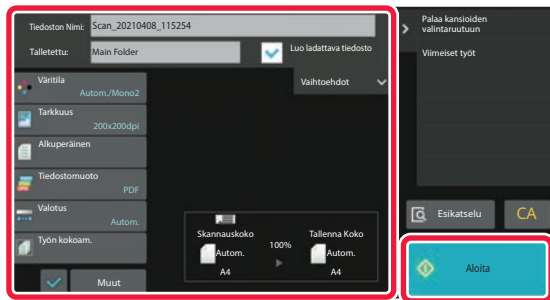 Tiedoston Nimi:
Scan_20210408_115254
Talletettu:
Main Folder
Luo ladattava tiedosto
Vaihtoehdot
Väritila
Autom./Mono2
Tarkkuus
200x200dpi
Alkuperäinen
Tiedostomuoto
PDF
Valotus
Autom.
Työn kokoam.
Muut
Skannauskoko
Autom.
A4
100%
Tallenna Koko
Autom.
A4
Palaa kansioiden
valintaruutuun
Viimeiset työt
Esikatselu
CA
Aloita